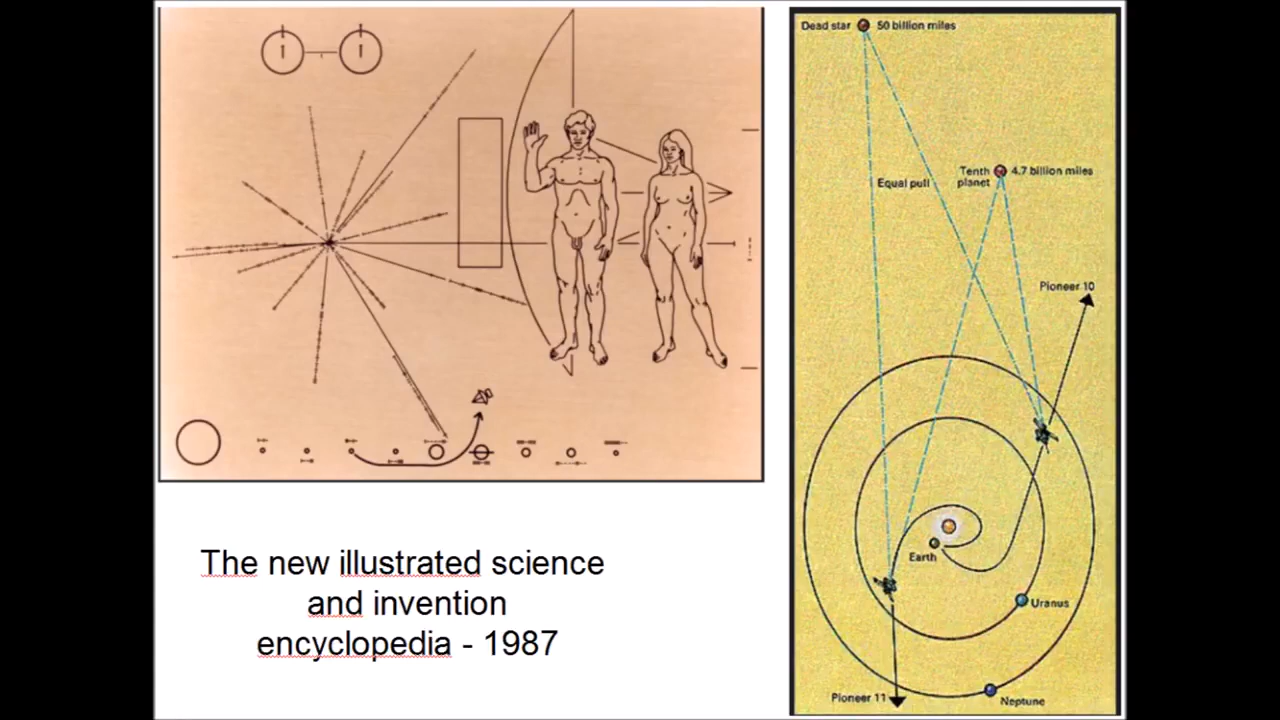 Dead star
50 billion miles
Tenth
planet
4.7 billion miles
Equal pull
Pioneer 10
Earth
Uranus
Pioneer 11
Neptune
The new illustrated science
and invention
encyclopedia - 1987